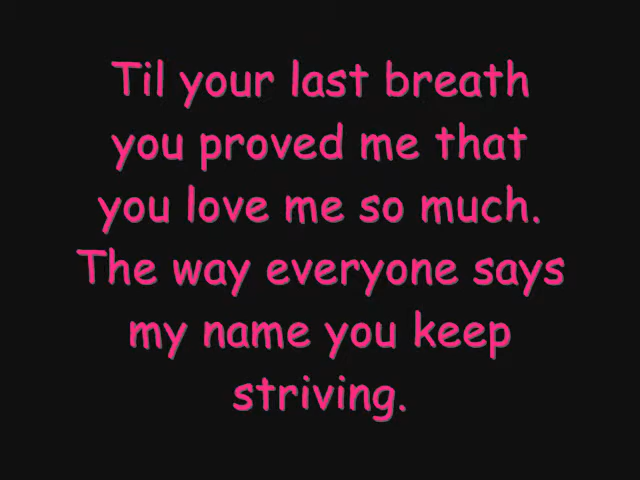 Til your last breath
you proved me that
you love me so much.
The way everyone says
my name you keep
striving.